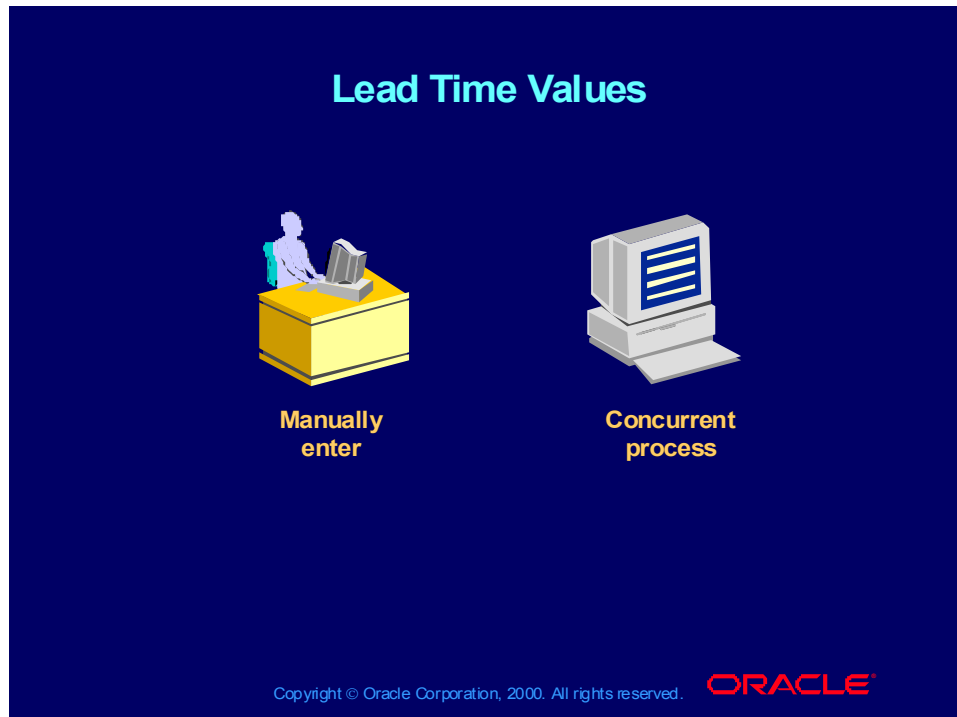 Lead Time Values
Manually
enter
Concurrent
process
Copyright © Oracle Corporation, 2000. All rights reserved.
ORACLE®